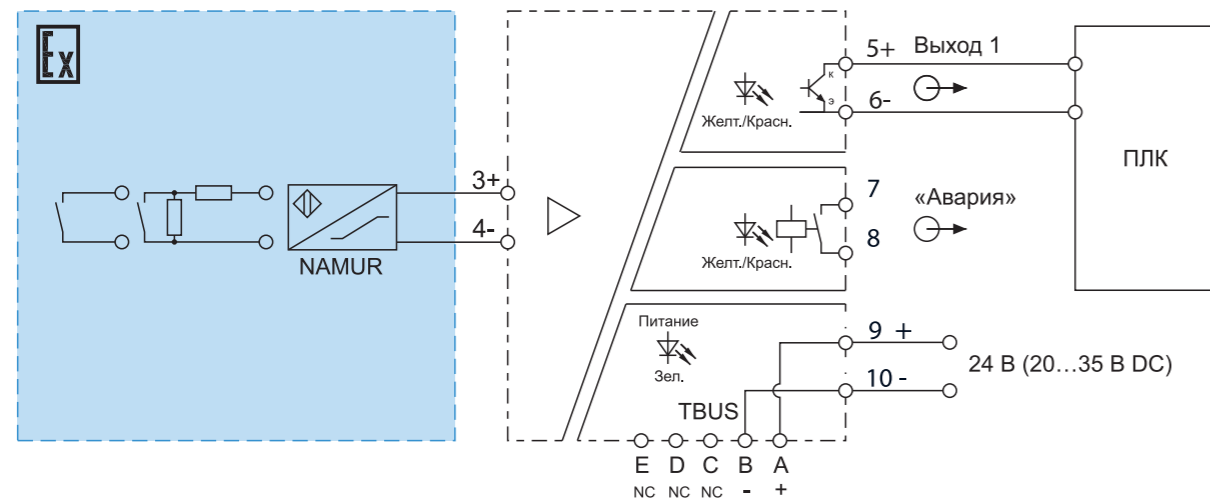 Ex
5+ Выход 1
к
э
6-
Желт./Красн.
ПЛК
3+
4-
NAMUR
7
«Авария»
8
Желт./Красн.
Питание
Зел.
9 +
24 В (20...35 В DC)
10 -
TBUS
E D C B A
NC NC NC - +